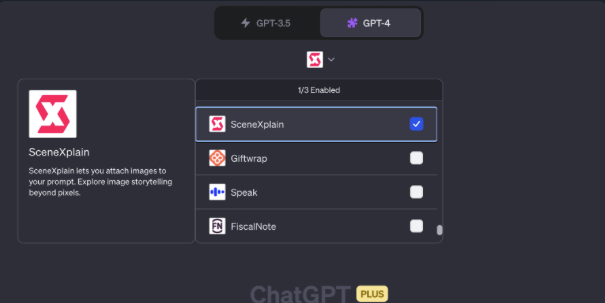 GPT-3.5
GPT-4
1/3 Enabled
SceneXplain
SceneXplain lets you attach images to
your prompt. Explore image storytelling
beyond pixels.
SceneXplain
Giftwrap
Speak
FN FiscalNote
ChatGPT PLUS